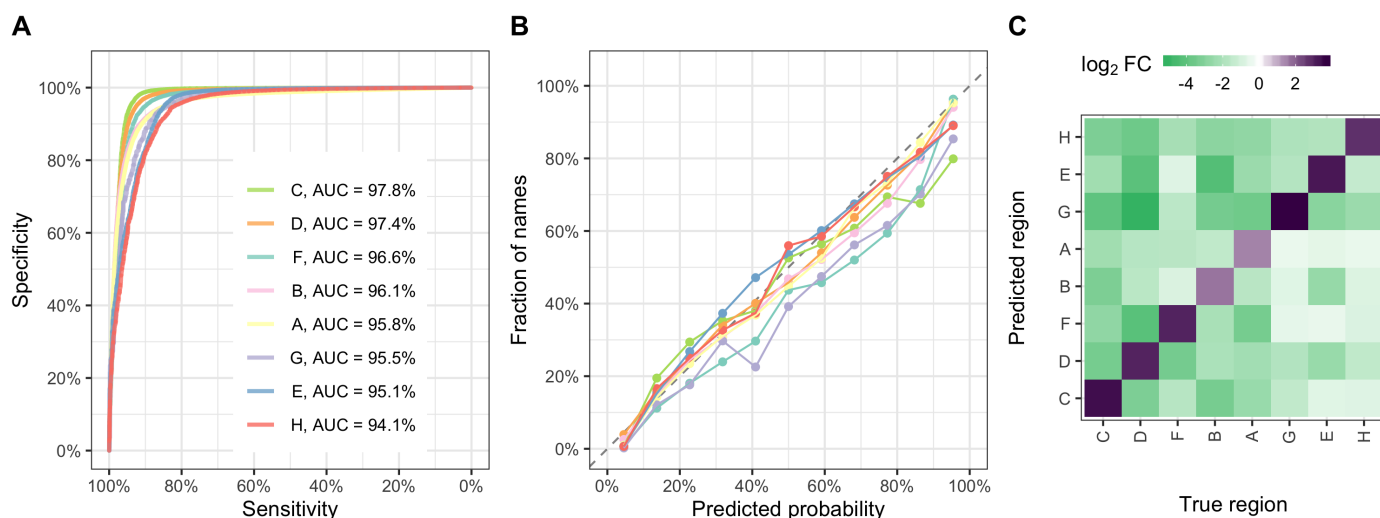 A
Specificity
100%
80%
60%
40%
20%
0%
C, AUC = 97.8%
D, AUC = 97.4%
F, AUC = 96.6%
B, AUC = 96.1%
A, AUC = 95.8%
G, AUC = 95.5%
E, AUC = 95.1%
H, AUC = 94.1%
100% 80% 60% 40% 20% 0%
Sensitivity
B
Fraction of names
100%
80%
60%
40%
20%
0%
0% 20% 40% 60% 80% 100%
Predicted probability
C
log₂ FC
-4 -2 0 2
Predicted region
H
E
G
A
B
F
D
C
C D F B A G E H
True region